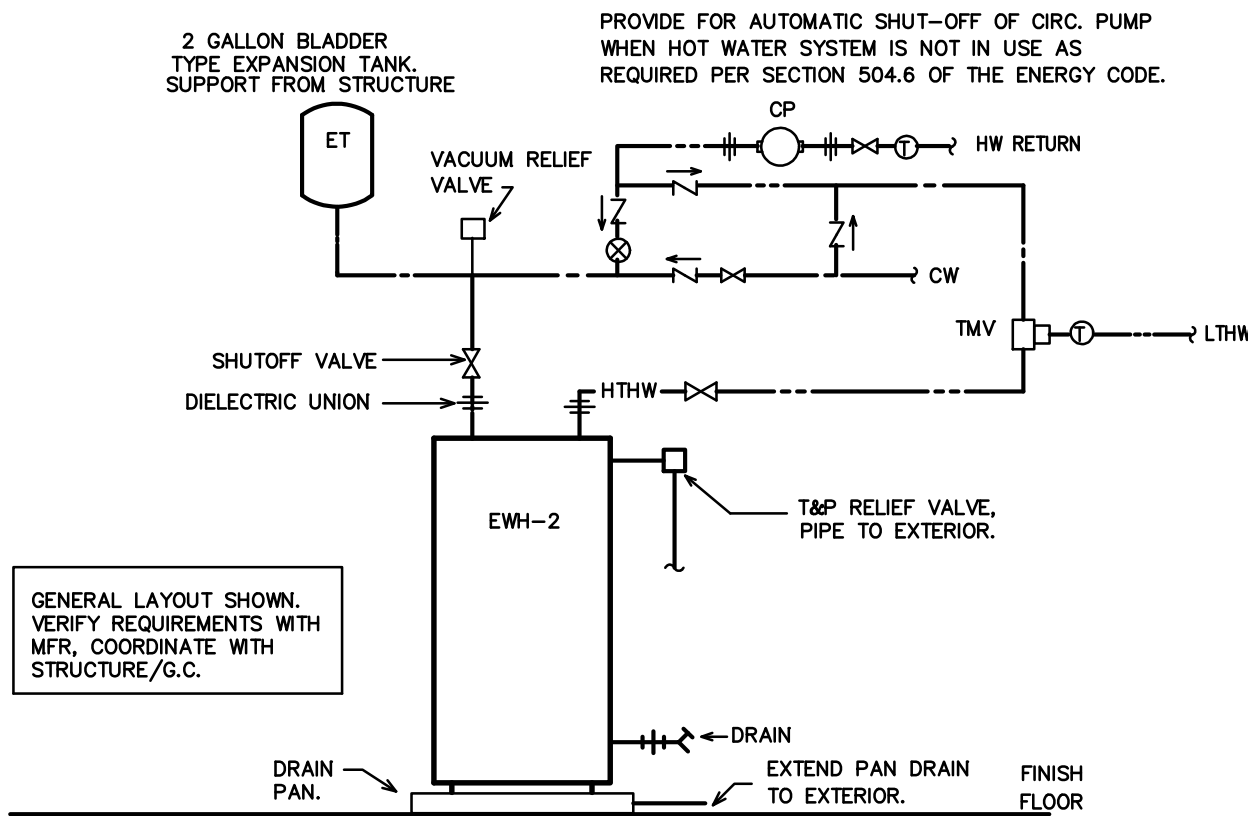 2 GALLON BLADDER
TYPE EXPANSION TANK.
SUPPORT FROM STRUCTURE
PROVIDE FOR AUTOMATIC SHUT-OFF OF CIRC. PUMP
WHEN HOT WATER SYSTEM IS NOT IN USE AS
REQUIRED PER SECTION 504.6 OF THE ENERGY CODE.
ET
CP
T
HW RETURN
VACUUM RELIEF
VALVE
CW
TMV
T
LTHW
SHUTOFF VALVE
DIELECTRIC UNION
HTHW
EWH-2
T&P RELIEF VALVE,
PIPE TO EXTERIOR.
GENERAL LAYOUT SHOWN.
VERIFY REQUIREMENTS WITH
MFR, COORDINATE WITH
STRUCTURE/G.C.
DRAIN
DRAIN
PAN.
EXTEND PAN DRAIN
TO EXTERIOR.
FINISH
FLOOR